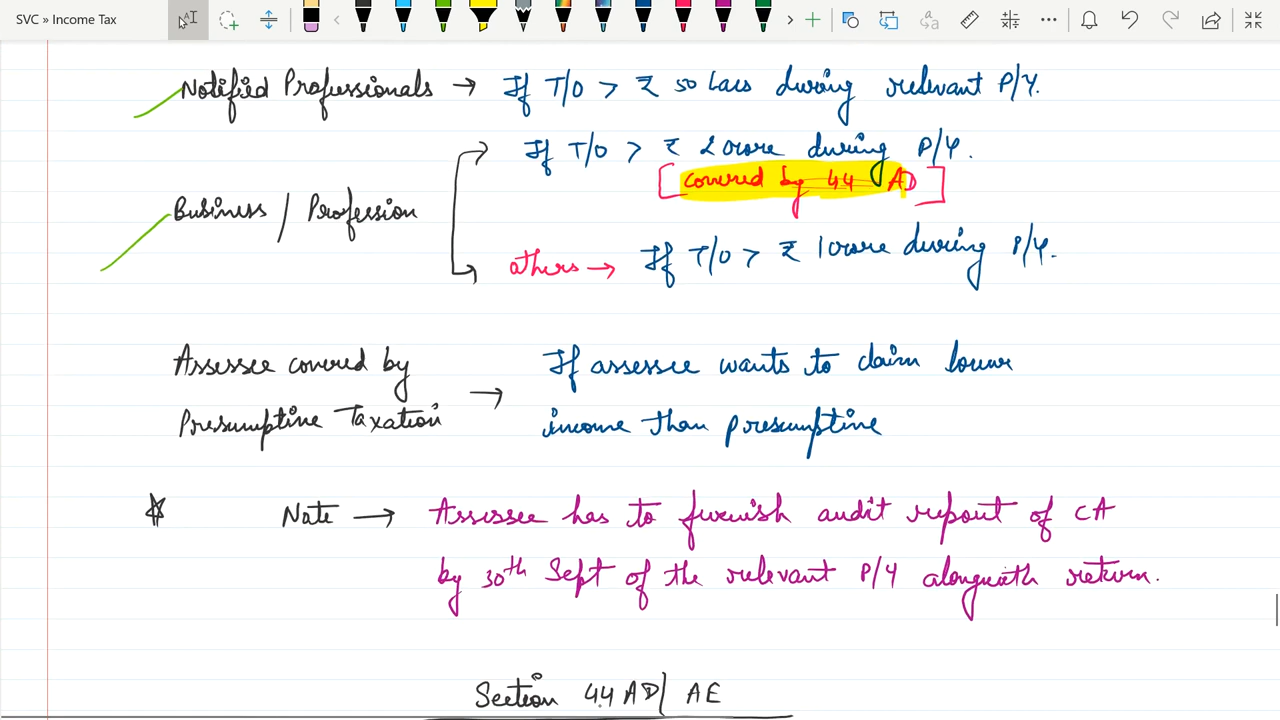 SVC » Income Tax
Notified Professionals → If T/O > ₹ 50 Lacs during relevant P/Y.
If T/O > ₹ 2 crore during P/Y.
[covered by 44 AD]
Business / Profession
others → If T/O > ₹ 1 crore during P/Y.
Assessee covered by
Presumptine Taxation → If assessee wants to claim lower
income than presumptine
Note → Assessee has to furnish audit report of CA
by 30th Sept of the relevant P/Y alongwith return.
Section 44 AD/ AE